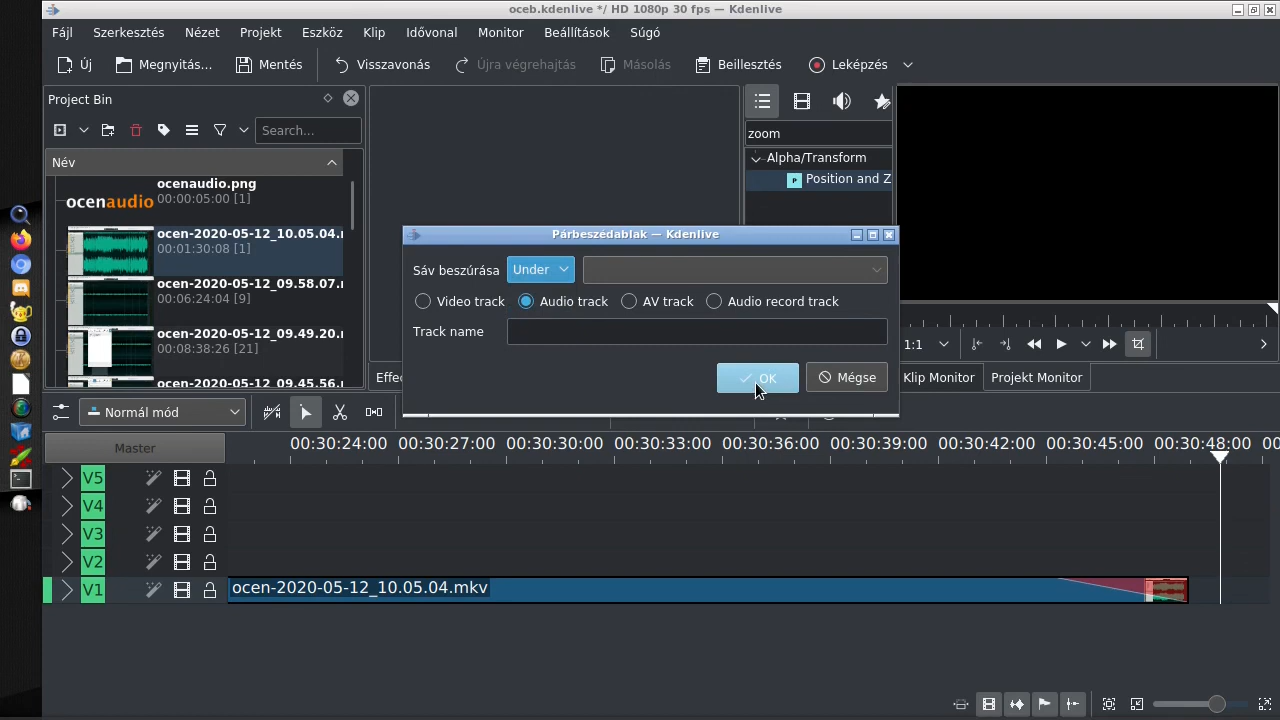 oceb.kdenlive */ HD 1080p 30 fps — Kdenlive
Fájl Szerkesztés Nézet Projekt Eszköz Klip Idővonal Monitor Beállítások Súgó
Új Megnyitás... Mentés Visszavonás Újra végrehajtás Másolás Beillesztés Leképzés
Project Bin
Search...
zoom
Név
Alpha/Transform
P Position and Z
ocenaudio.png
00:00:05:00 [1]
ocenaudio
ocen-2020-05-12_10.05.04.
00:01:30:08 [1]
ocen-2020-05-12_09.58.07.
00:06:24:04 [9]
ocen-2020-05-12_09.49.20.
00:08:38:26 [21]
ocen-2020-05-12_09.45.56.
Párbeszédablak — Kdenlive
Sáv beszúrása Under
Video track Audio track AV track Audio record track
Track name
OK Mégse
1:1
Effec
Klip Monitor Projekt Monitor
Normál mód
Master
00:30:24:00 00:30:27:00 00:30:30:00 00:30:33:00 00:30:36:00 00:30:39:00 00:30:42:00 00:30:45:00 00:30:48:00 00
V5
V4
V3
V2
V1 ocen-2020-05-12_10.05.04.mkv